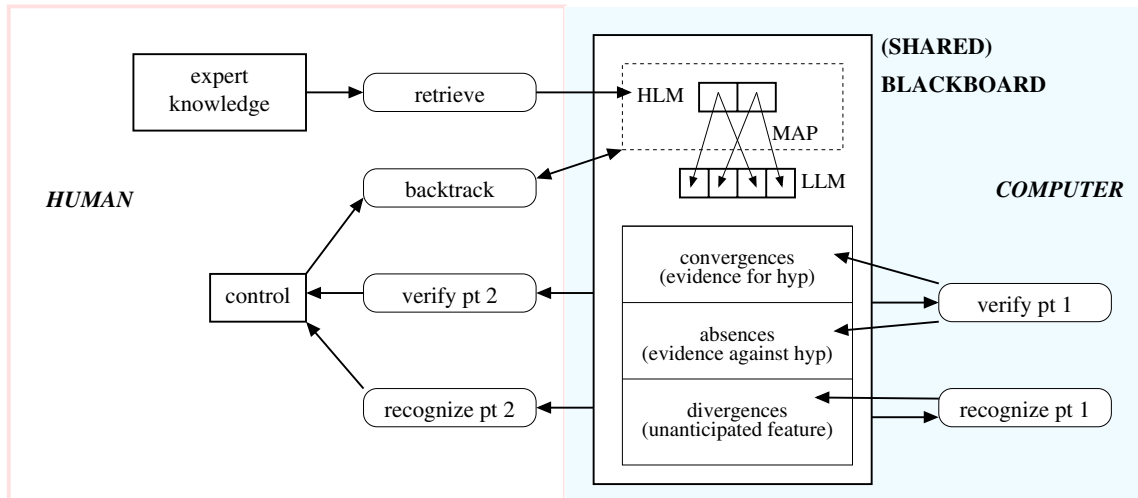 (SHARED)
BLACKBOARD
expert
knowledge
retrieve
HLM
MAP
LLM
backtrack
HUMAN
COMPUTER
convergences
(evidence for hyp)
control
verify pt 2
verify pt 1
absences
(evidence against hyp)
recognize pt 2
divergences
(unanticipated feature)
recognize pt 1